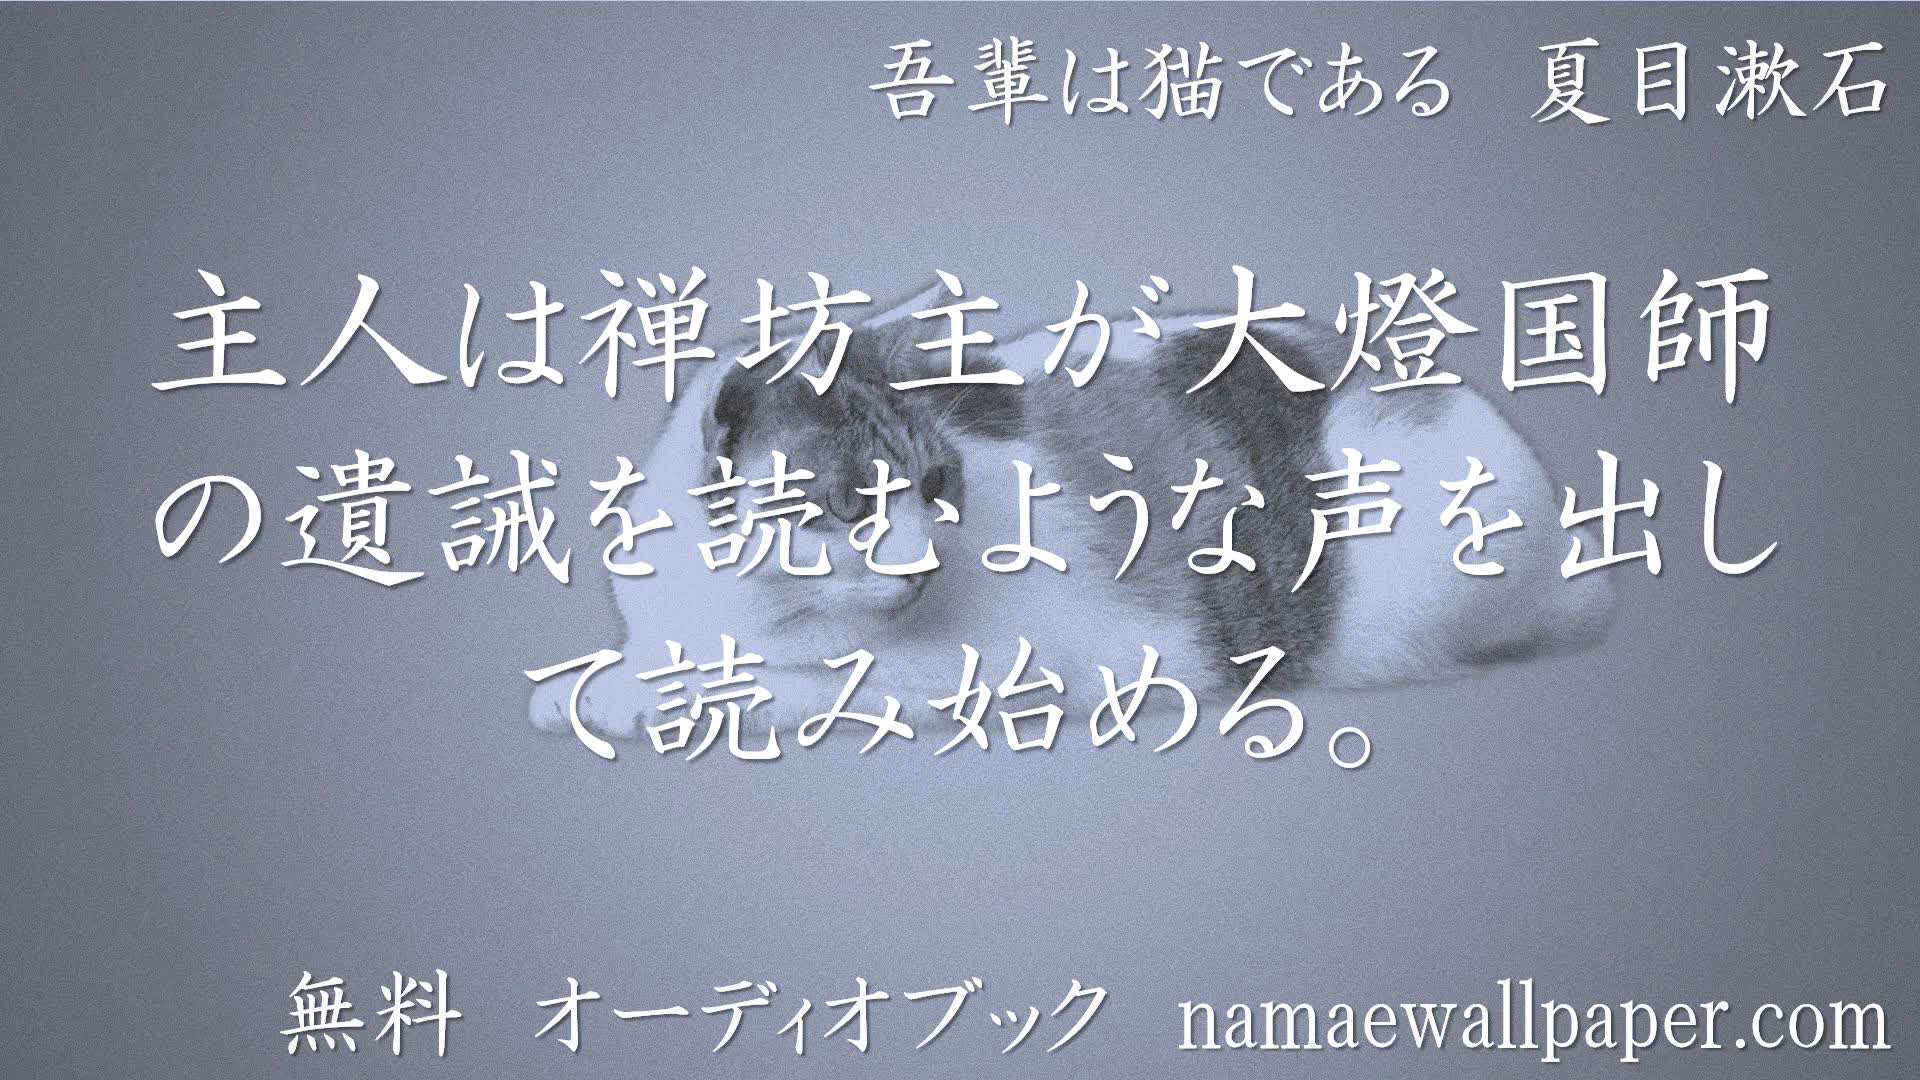 吾輩は猫である 夏目漱石
主人は禅坊主が大燈国師
の遺誡を読むような声を出し
て読み始める。
無料 オーディオブック namaewallpaper.com